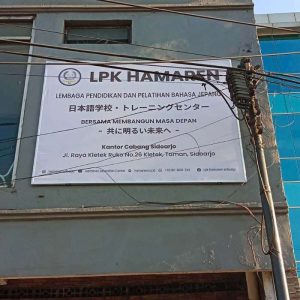 LPK HAMAREN
LEMBAGA PENDIDIKAN DAN PELATIHAN BAHASA JEPANG
日本語学校・トレーニングセンター
BERSAMA MEMBANGUN MASA DEPAN
- 共に明るい未来へ -
Kantor Cabang Sidoarjo
Jl. Raya Kletek Ruko No.26 Kletek, Taman, Sidoarjo